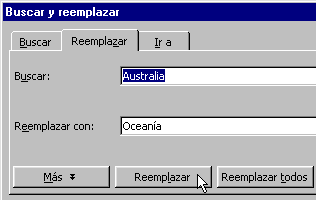 Buscar y reemplazar
Buscar Reemplazar Ir a
Buscar: Australia
Reemplazar con: Oceanía
Más Reemplazar Reemplazar todos